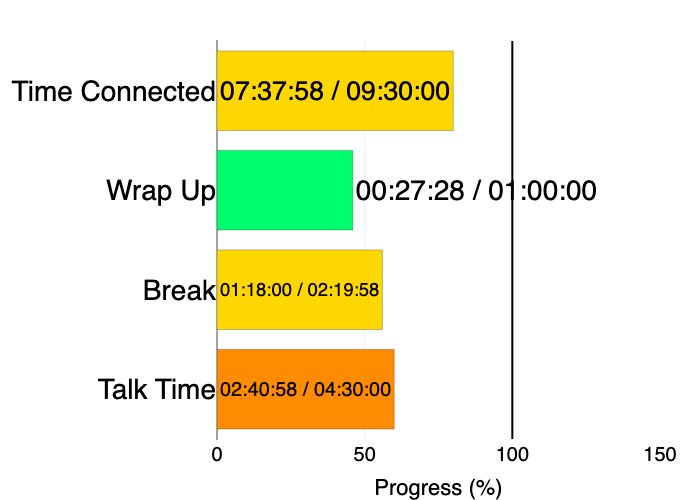 Time Connected 07:37:58 / 09:30:00
Wrap Up 00:27:28 / 01:00:00
Break 01:18:00 / 02:19:58
Talk Time 02:40:58 / 04:30:00
0 50 100 150
Progress (%)